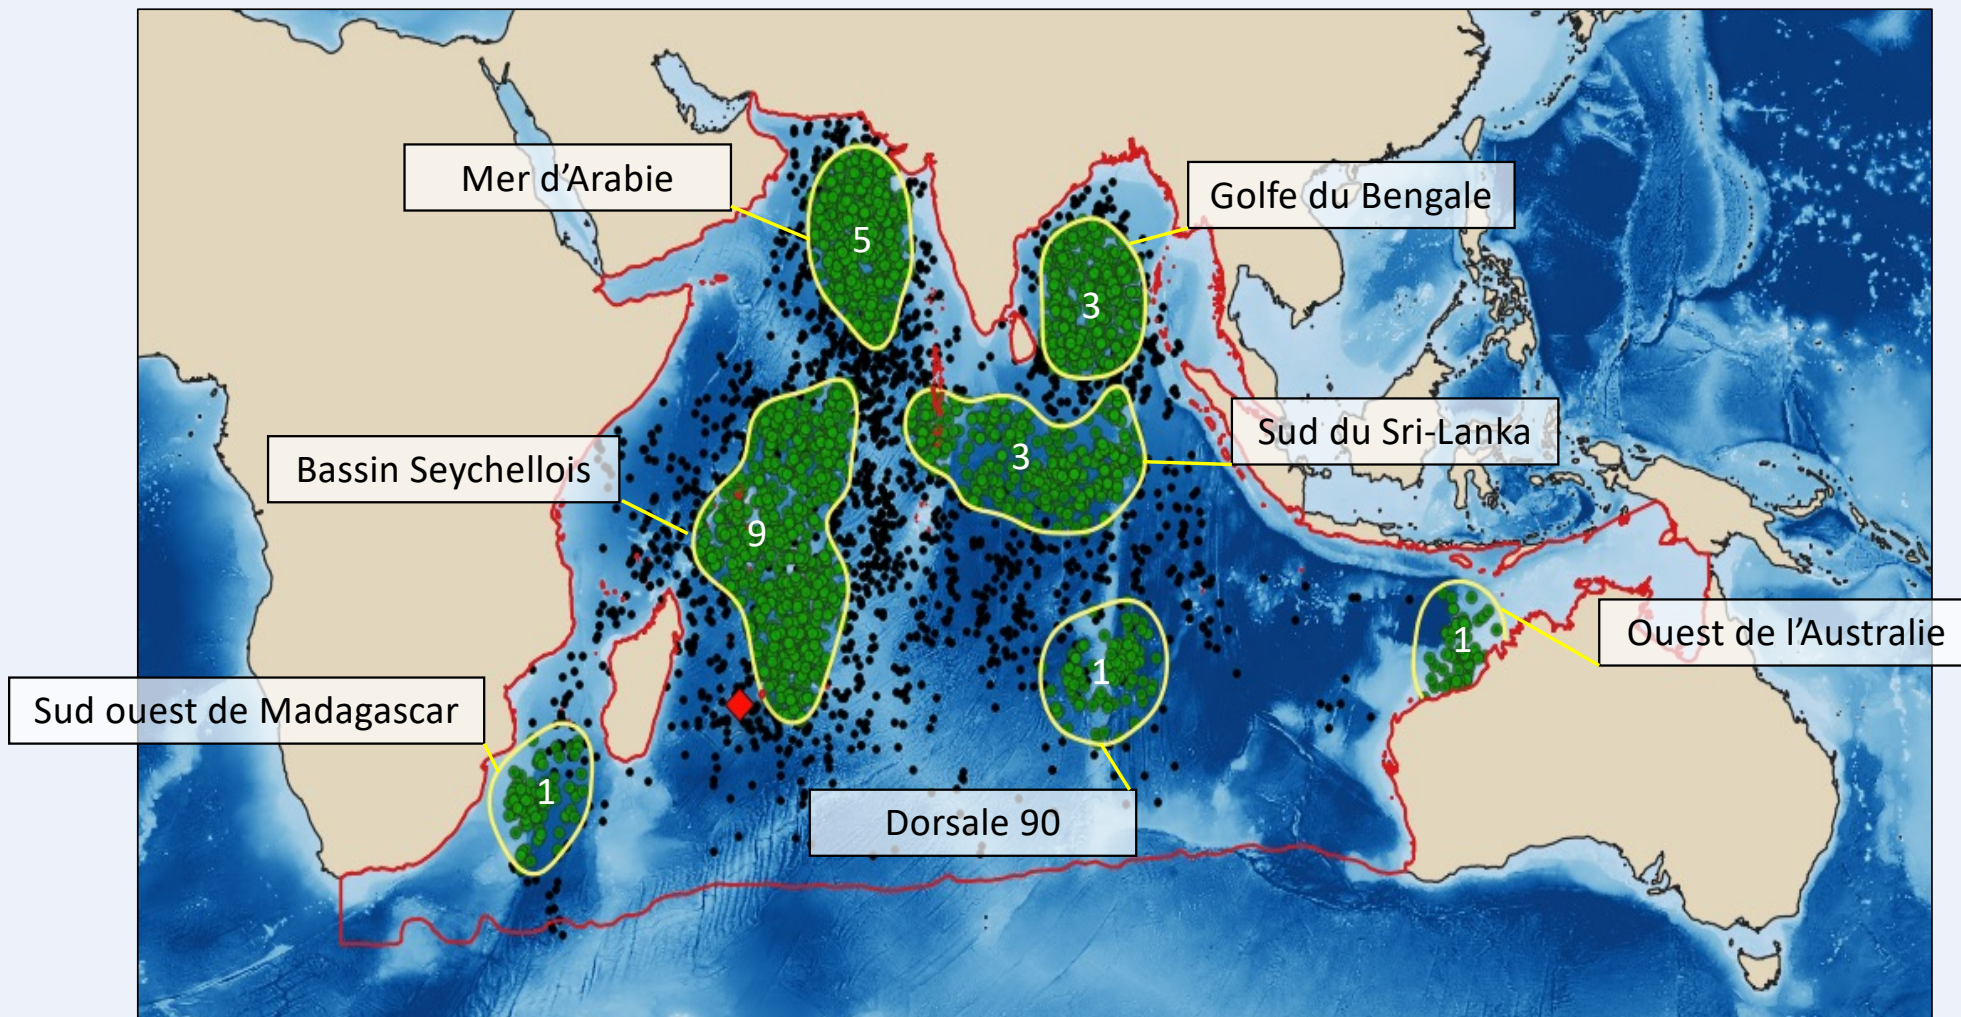 Mer d’Arabie
Golfe du Bengale
5
3
Sud du Sri-Lanka
Bassin Seychellois
3
9
Ouest de l’Australie
1
1
Sud ouest de Madagascar
1
Dorsale 90